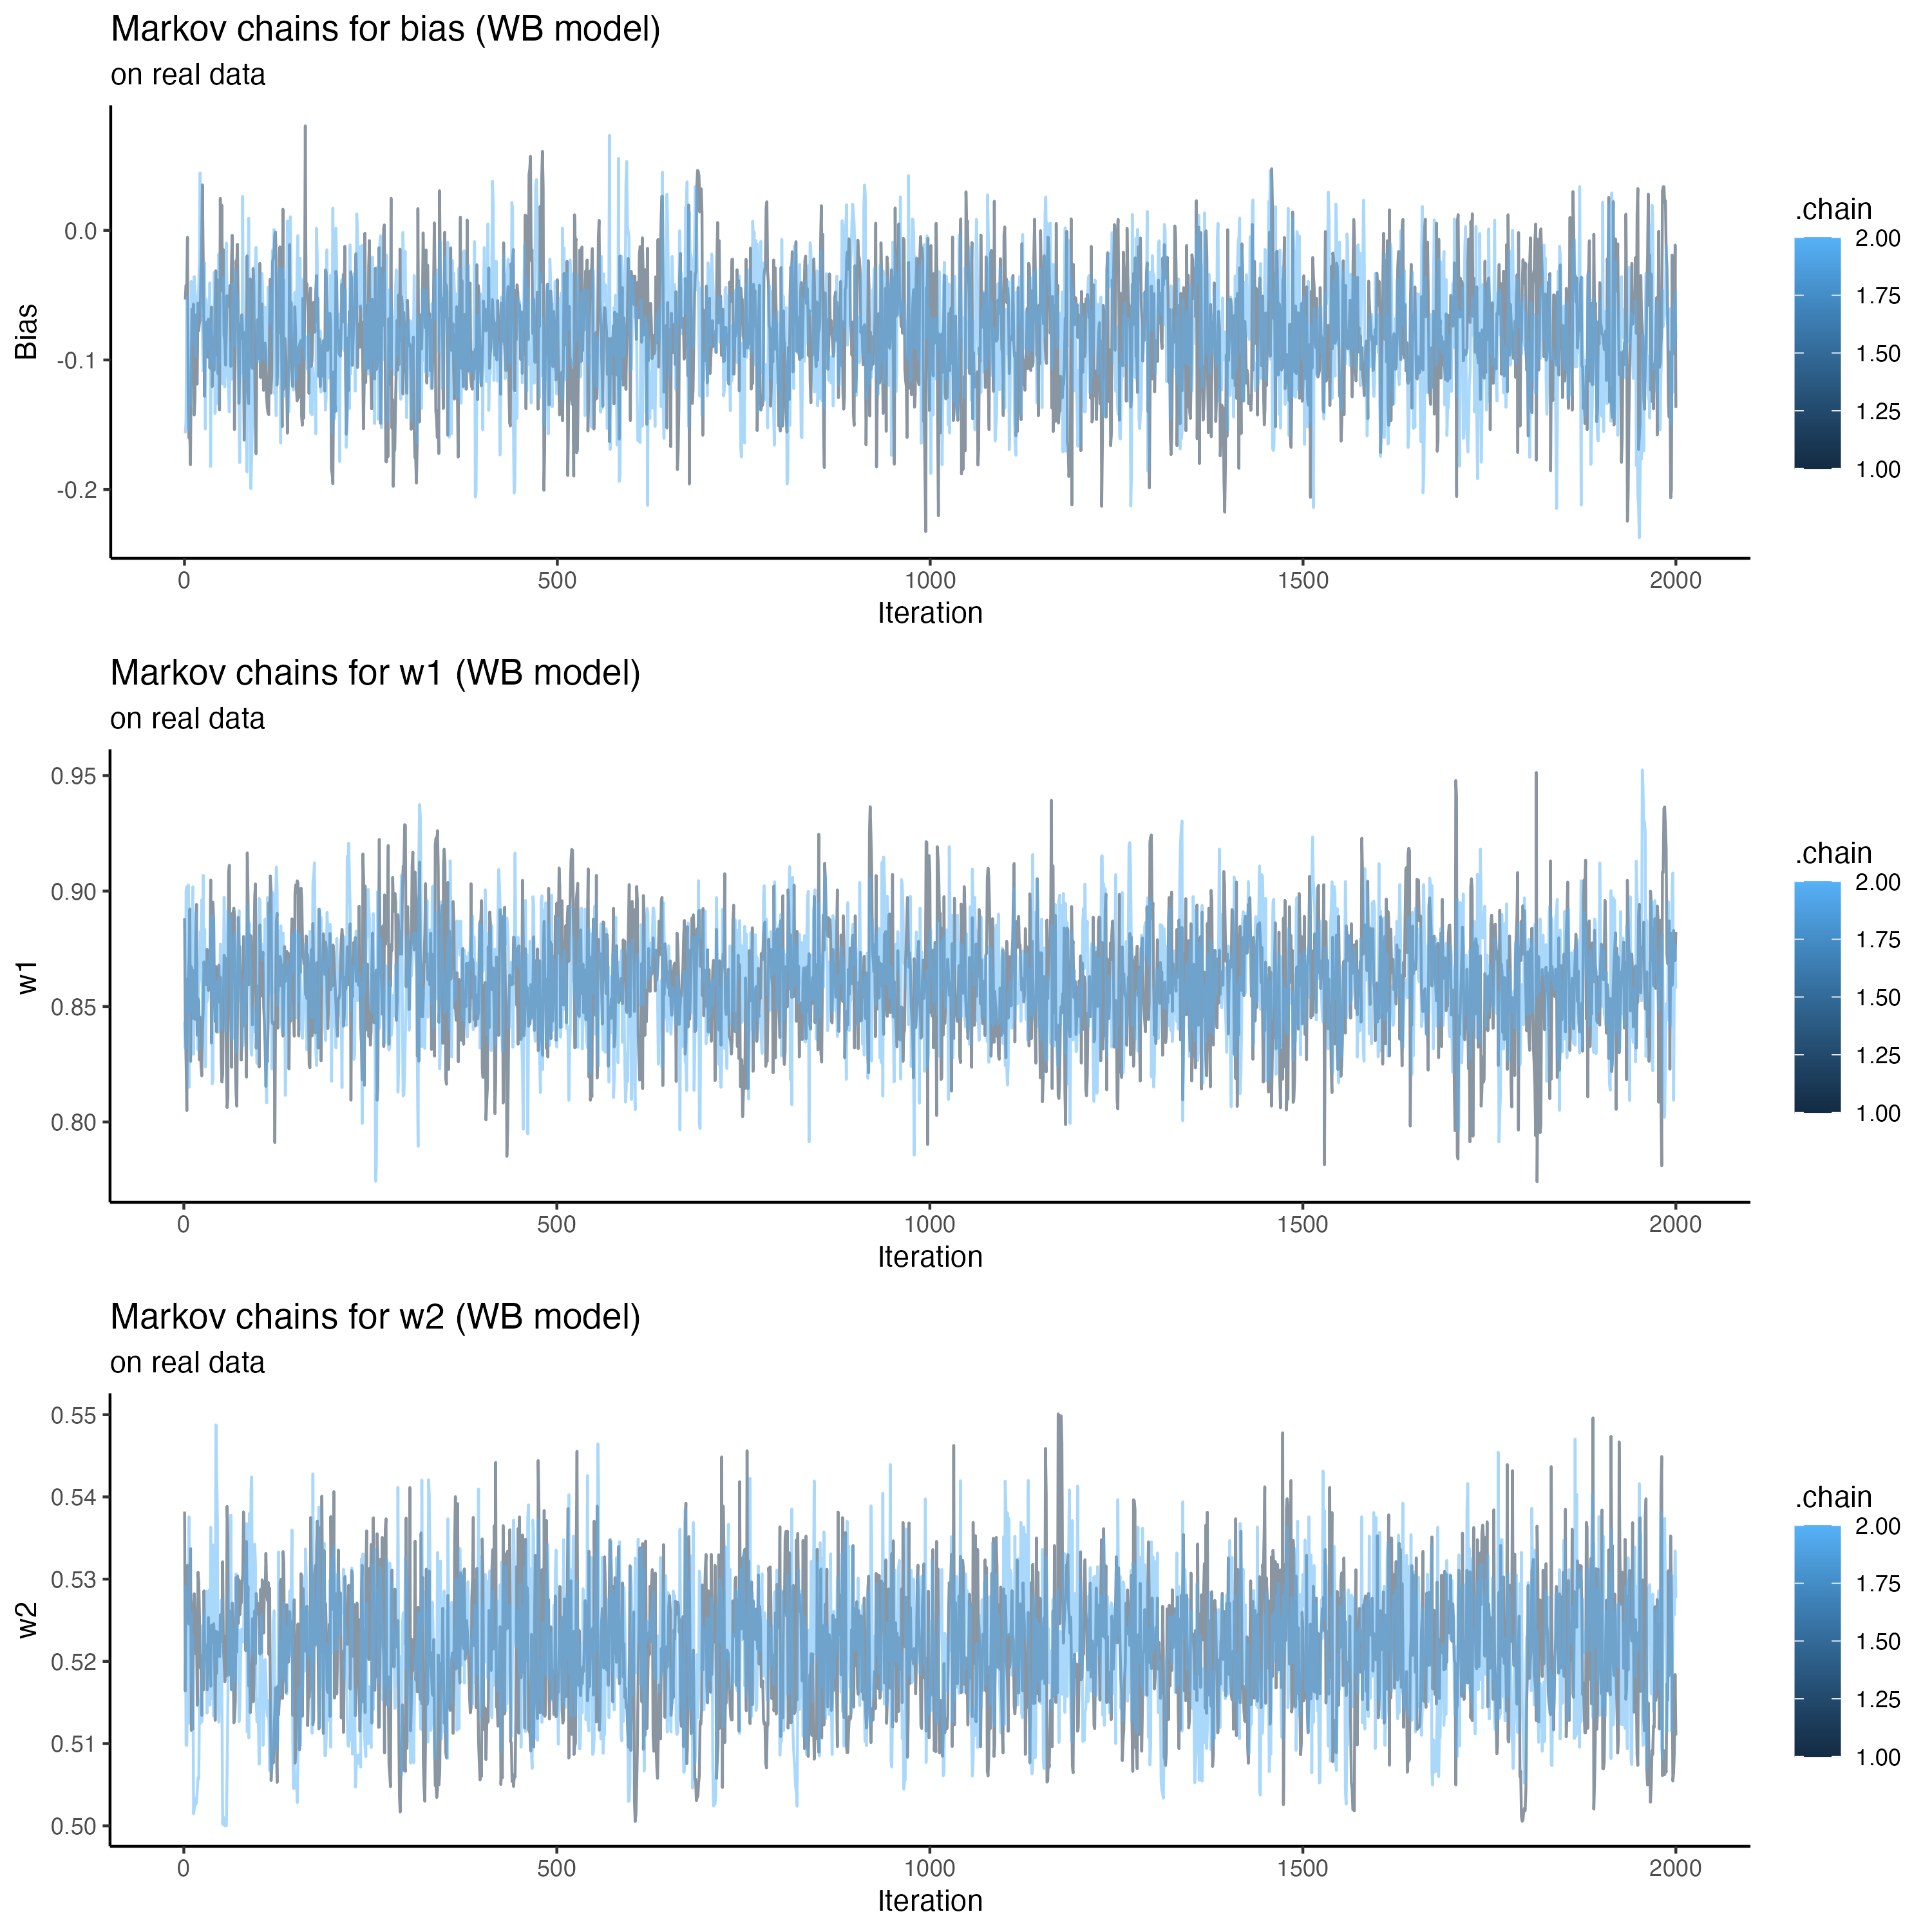 Markov chains for bias (WB model)
on real data
Bias
0.0
-0.1
-0.2
0 500 1000 1500 2000
Iteration
.chain
2.00
1.75
1.50
1.25
1.00
Markov chains for w1 (WB model)
on real data
w1
0.95
0.90
0.85
0.80
0 500 1000 1500 2000
Iteration
.chain
2.00
1.75
1.50
1.25
1.00
Markov chains for w2 (WB model)
on real data
w2
0.55
0.54
0.53
0.52
0.51
0.50
0 500 1000 1500 2000
Iteration
.chain
2.00
1.75
1.50
1.25
1.00